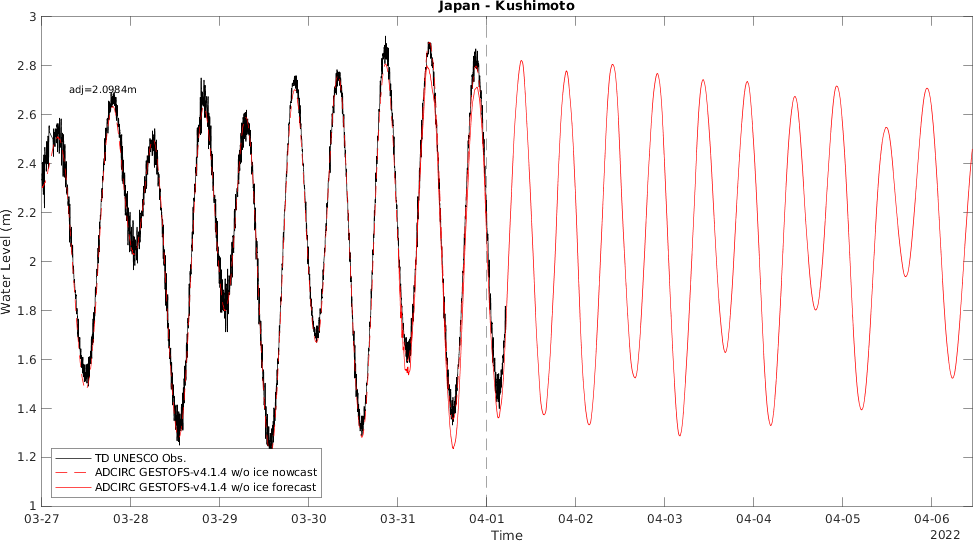 Japan - Kushimoto
3
2.8
2.6
2.4
2.2
2
1.8
1.6
1.4
1.2
1
Water Level (m)
adj=2.0984m
TD UNESCO Obs.
ADCIRC GESTOFS-v4.1.4 w/o ice nowcast
ADCIRC GESTOFS-v4.1.4 w/o ice forecast
03-27 03-28 03-29 03-30 03-31 04-01 04-02 04-03 04-04 04-05 04-06
Time
2022